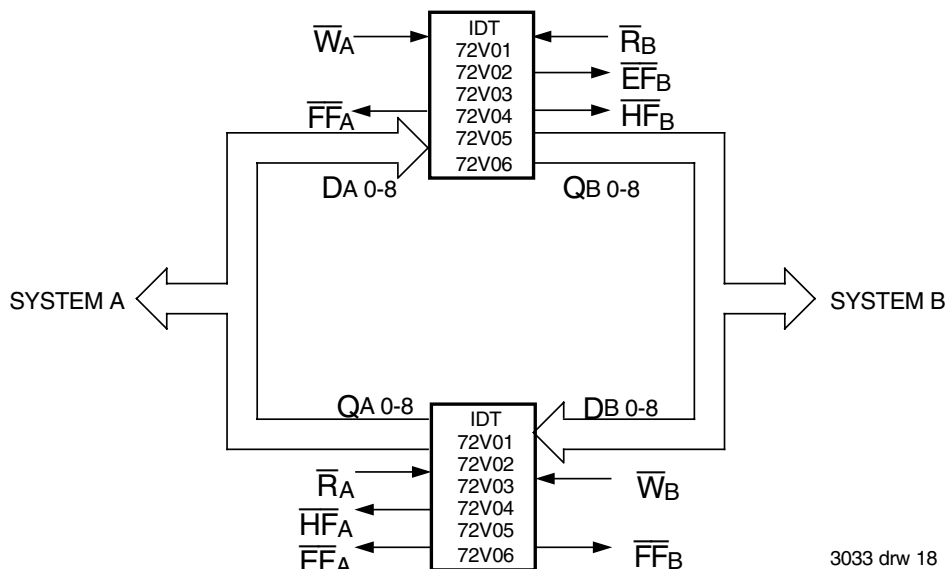 IDT
72V01
72V02
72V03
72V04
72V05
72V06
W̅A
F̅F̅A
R̅B
E̅F̅B
H̅F̅B
DA 0-8
QB 0-8
SYSTEM A
SYSTEM B
QA 0-8
DB 0-8
IDT
72V01
72V02
72V03
72V04
72V05
72V06
R̅A
H̅F̅A
W̅B
F̅F̅B
3033 drw 18